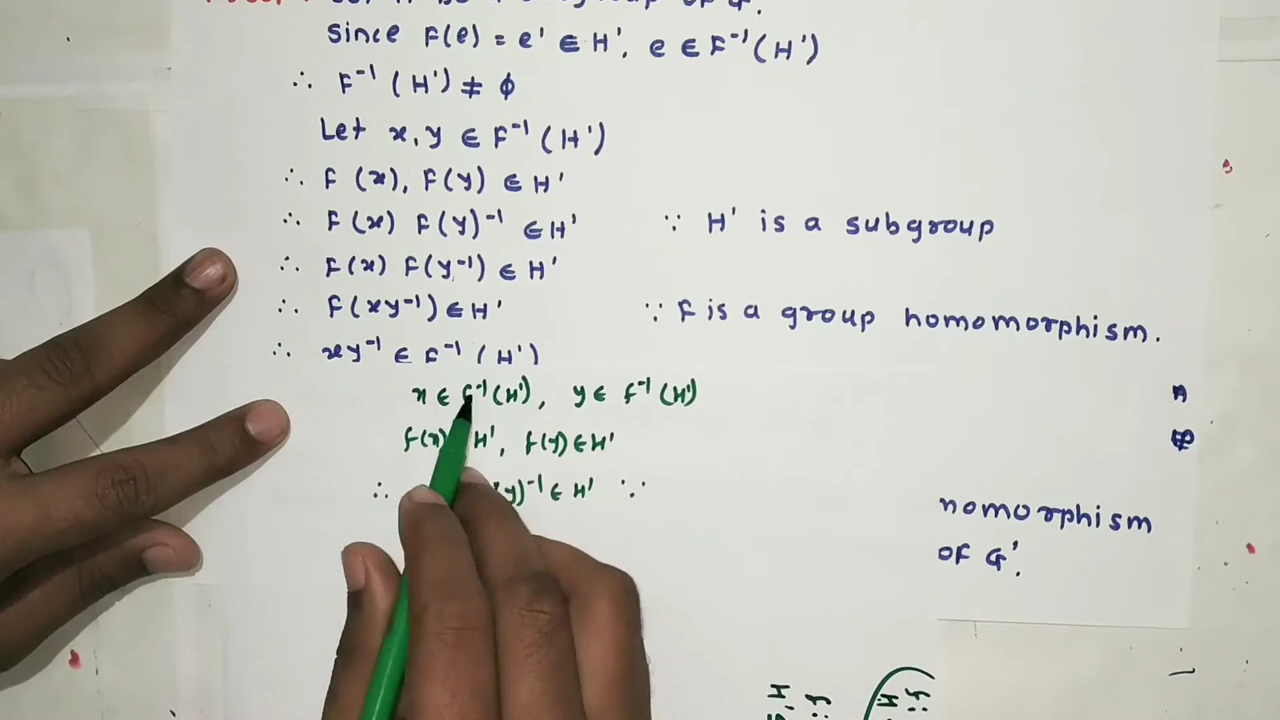 of G.
Since F(e) = e' ∈ H', e ∈ F⁻¹(H')
∴ F⁻¹ (H') ≠ ϕ
Let x, y ∈ F⁻¹ (H')
∴ F (x), F(y) ∈ H'
∴ F(x) F(y)⁻¹ ∈ H' ∵ H' is a subgroup
∴ F(x) F(y⁻¹) ∈ H'
∴ F(xy⁻¹) ∈ H' ∵ F is a group homomorphism.
∴ xy⁻¹ ∈ F⁻¹ (H')
x ∈ f⁻¹(H'), y ∈ f⁻¹(H')
f(x) H', f(y) ∈ H'
∴ y)⁻¹ ∈ H' ∵
nomorphism
of G'.